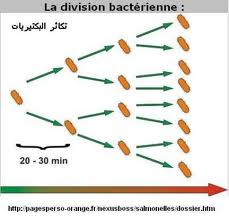 La division bactérienne :
تكاثر البكتيريات
20 - 30 min
http://pagesperso-orange.fr/nexusboss/salmonelles/dossier.htm